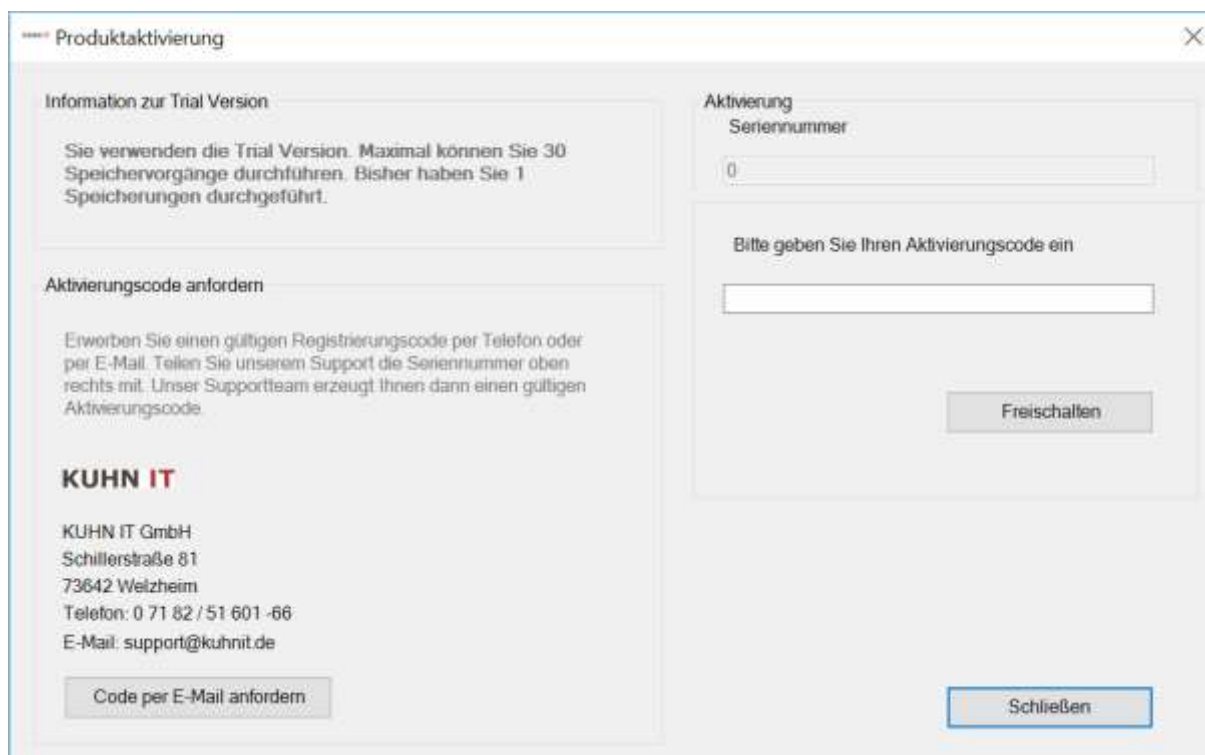 Produktaktivierung
Information zur Trial Version
Sie verwenden die Trial Version. Maximal können Sie 30
Speichervorgänge durchführen. Bisher haben Sie 1
Speicherungen durchgeführt.
Aktivierungscode anfordern
Erwerben Sie einen gültigen Registrierungscode per Telefon oder
per E-Mail. Teilen Sie unserem Support die Seriennummer oben
rechts mit. Unser Supportteam erzeugt Ihnen dann einen gültigen
Aktivierungscode.
KUHN IT
KUHN IT GmbH
Schillerstraße 81
73642 Welzheim
Telefon: 0 71 82 / 51 601 -66
E-Mail: support@kuhnit.de
Code per E-Mail anfordern
Aktivierung
Seriennummer
0
Bitte geben Sie Ihren Aktivierungscode ein
Freischalten
Schließen